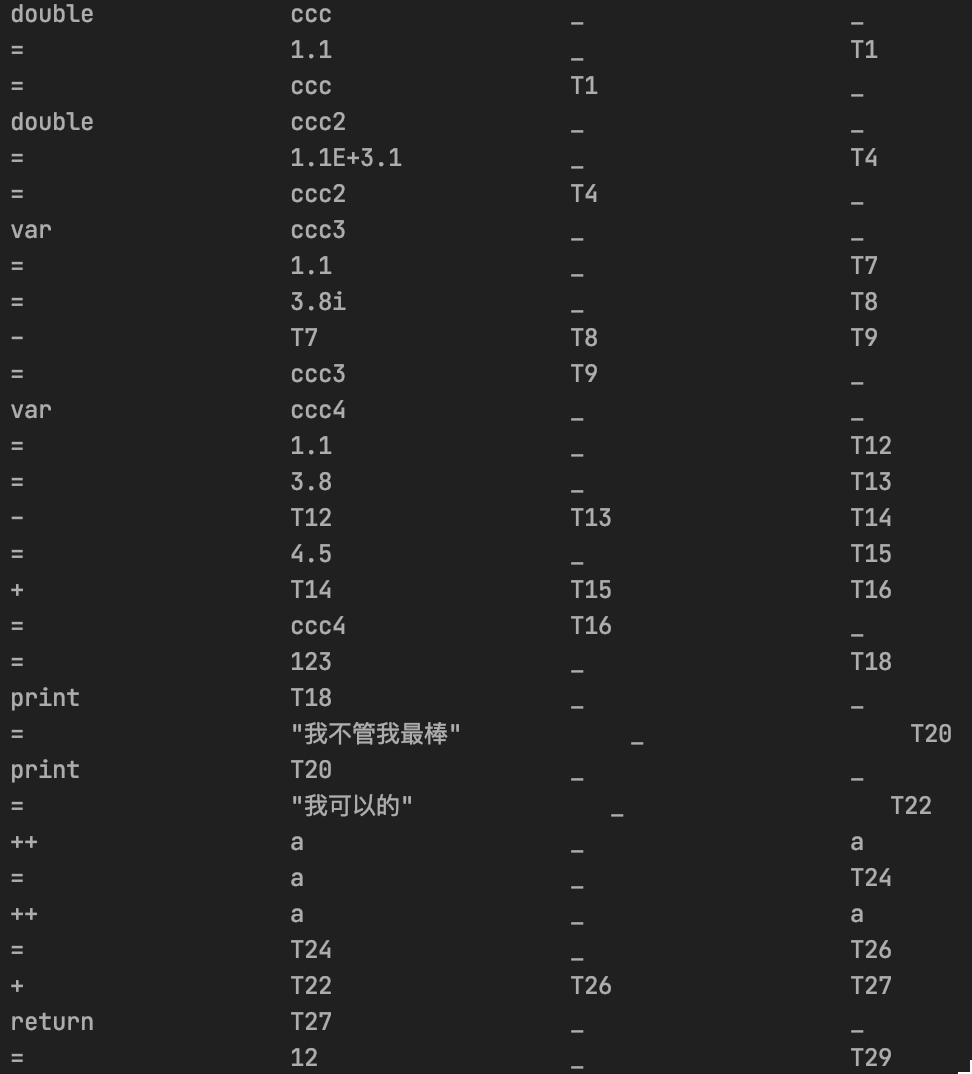 double ccc _ _
= 1.1 _ T1
= ccc T1 _
double ccc2 _ _
= 1.1E+3.1 _ T4
= ccc2 T4 _
var ccc3 _ _
= 1.1 _ T7
= 3.8i _ T8
- T7 T8 T9
= ccc3 T9 _
var ccc4 _ _
= 1.1 _ T12
= 3.8 _ T13
- T12 T13 T14
= 4.5 _ T15
+ T14 T15 T16
= ccc4 T16 _
= 123 _ T18
print T18 _ _
= "我不管我最棒" _ T20
print T20 _ _
= "我可以的" _ T22
++ a _ a
= a _ T24
++ a _ a
= T24 _ T26
+ T22 T26 T27
return T27 _ _
= 12 _ T29